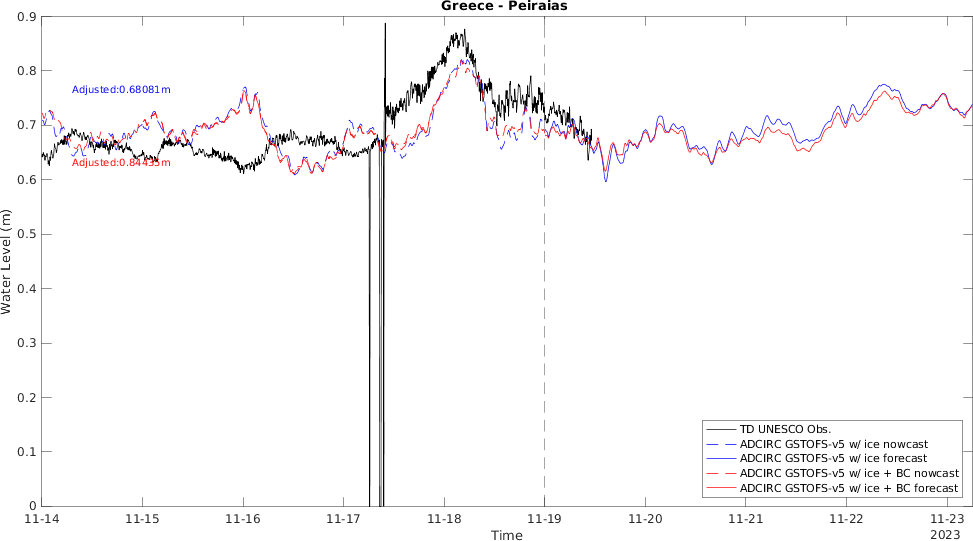 Greece - Peiraias
0.9
0.8
0.7
0.6
0.5
0.4
0.3
0.2
0.1
0
Water Level (m)
Adjusted:0.68081m
Adjusted:0.84435m
TD UNESCO Obs.
ADCIRC GSTOFS-v5 w/ ice nowcast
ADCIRC GSTOFS-v5 w/ ice forecast
ADCIRC GSTOFS-v5 w/ ice + BC nowcast
ADCIRC GSTOFS-v5 w/ ice + BC forecast
11-14 11-15 11-16 11-17 11-18 11-19 11-20 11-21 11-22 11-23
2023
Time